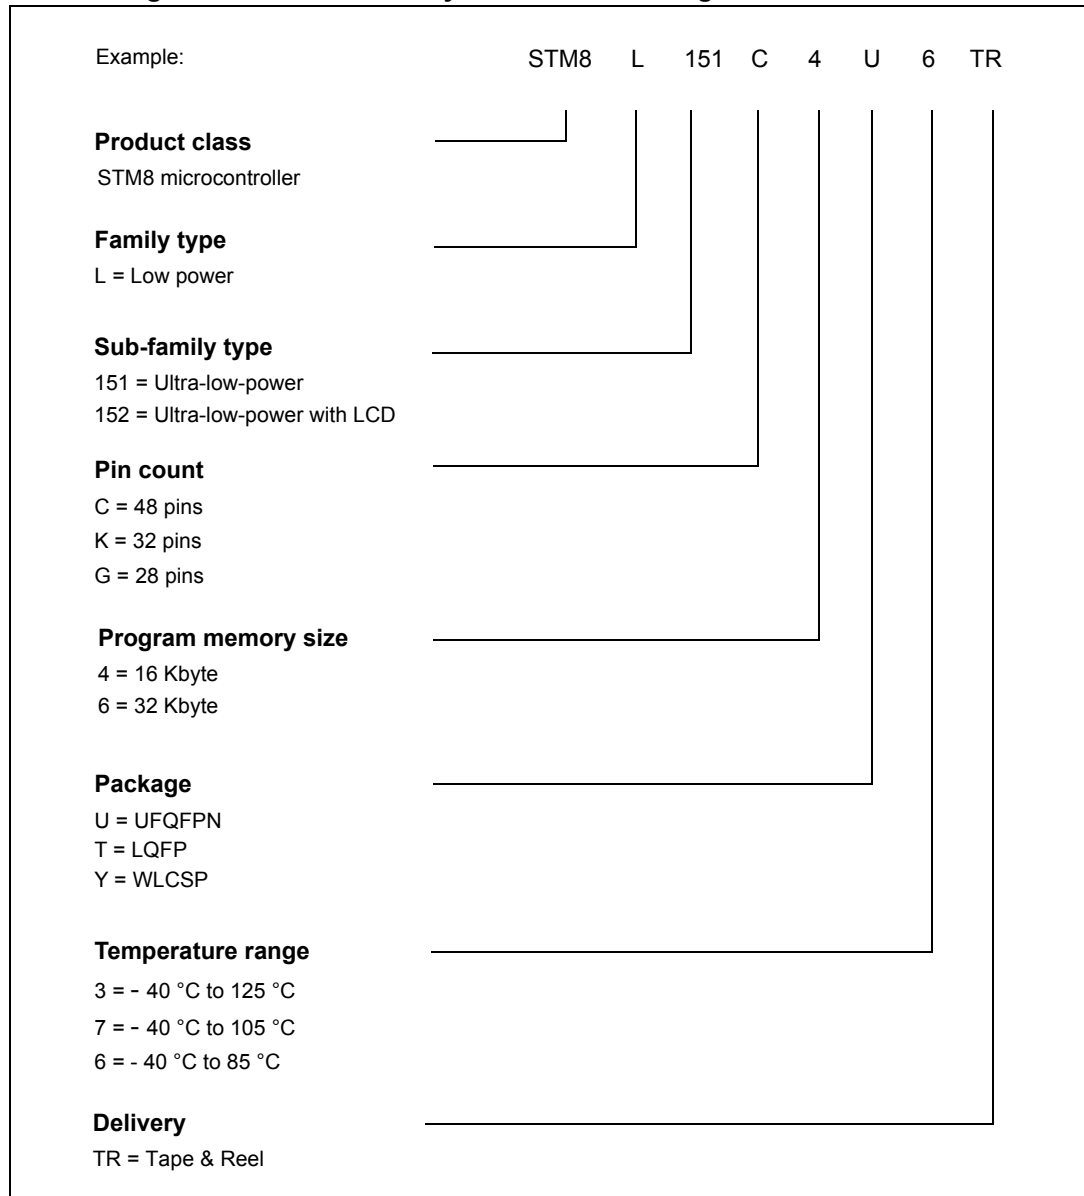 Example: STM8 L 151 C 4 U 6 TR
Product class
STM8 microcontroller
Family type
L = Low power
Sub-family type
151 = Ultra-low-power
152 = Ultra-low-power with LCD
Pin count
C = 48 pins
K = 32 pins
G = 28 pins
Program memory size
4 = 16 Kbyte
6 = 32 Kbyte
Package
U = UFQFPN
T = LQFP
Y = WLCSP
Temperature range
3 = - 40 °C to 125 °C
7 = - 40 °C to 105 °C
6 = - 40 °C to 85 °C
Delivery
TR = Tape & Reel